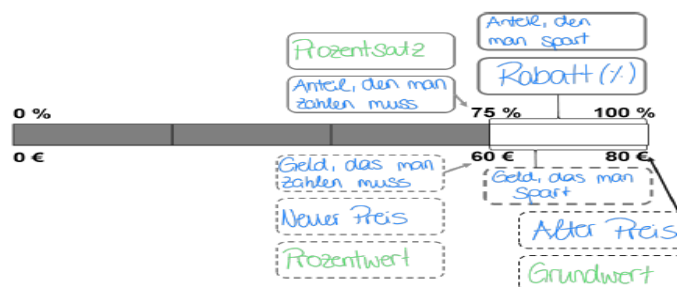 Prozentsatz
Anteil, den
man spart
Anteil, den man
zahlen muss
Rabatt (%)
0 %
75 %
100 %
0 €
60 €
80 €
Geld, das man
zahlen muss
Geld, das man
spart
Neuer Preis
Alter Preis
Prozentwert
Grundwert